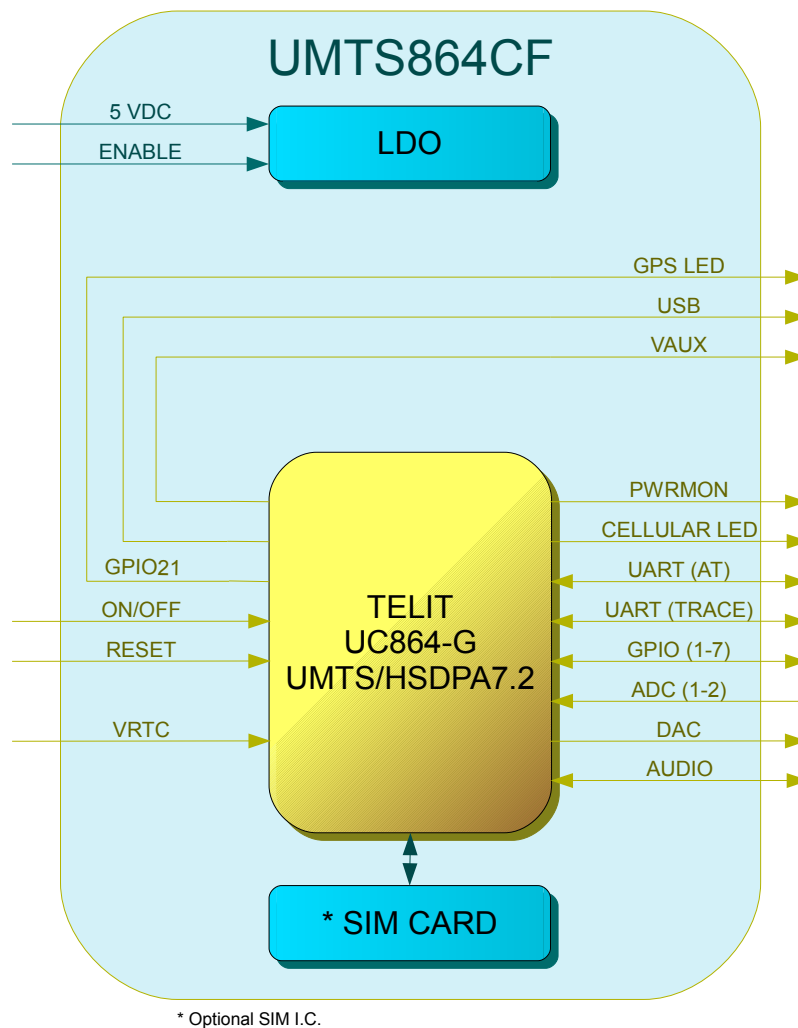 UMTS864CF
5 VDC
LDO
ENABLE
GPS LED
USB
VAUX
PWRMON
CELLULAR LED
GPIO21
UART (AT)
ON/OFF
TELIT
UC864-G
UMTS/HSDPA7.2
UART (TRACE)
RESET
GPIO (1-7)
ADC (1-2)
VRTC
DAC
AUDIO
* SIM CARD
* Optional SIM I.C.